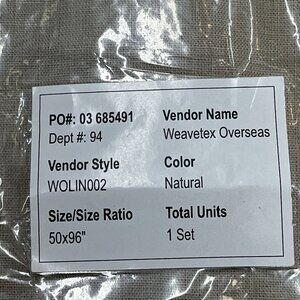 PO#: 03 685491
Dept #: 94
Vendor Name
Weavetex Overseas
Vendor Style
WOLIN002
Color
Natural
Size/Size Ratio
50x96"
Total Units
1 Set